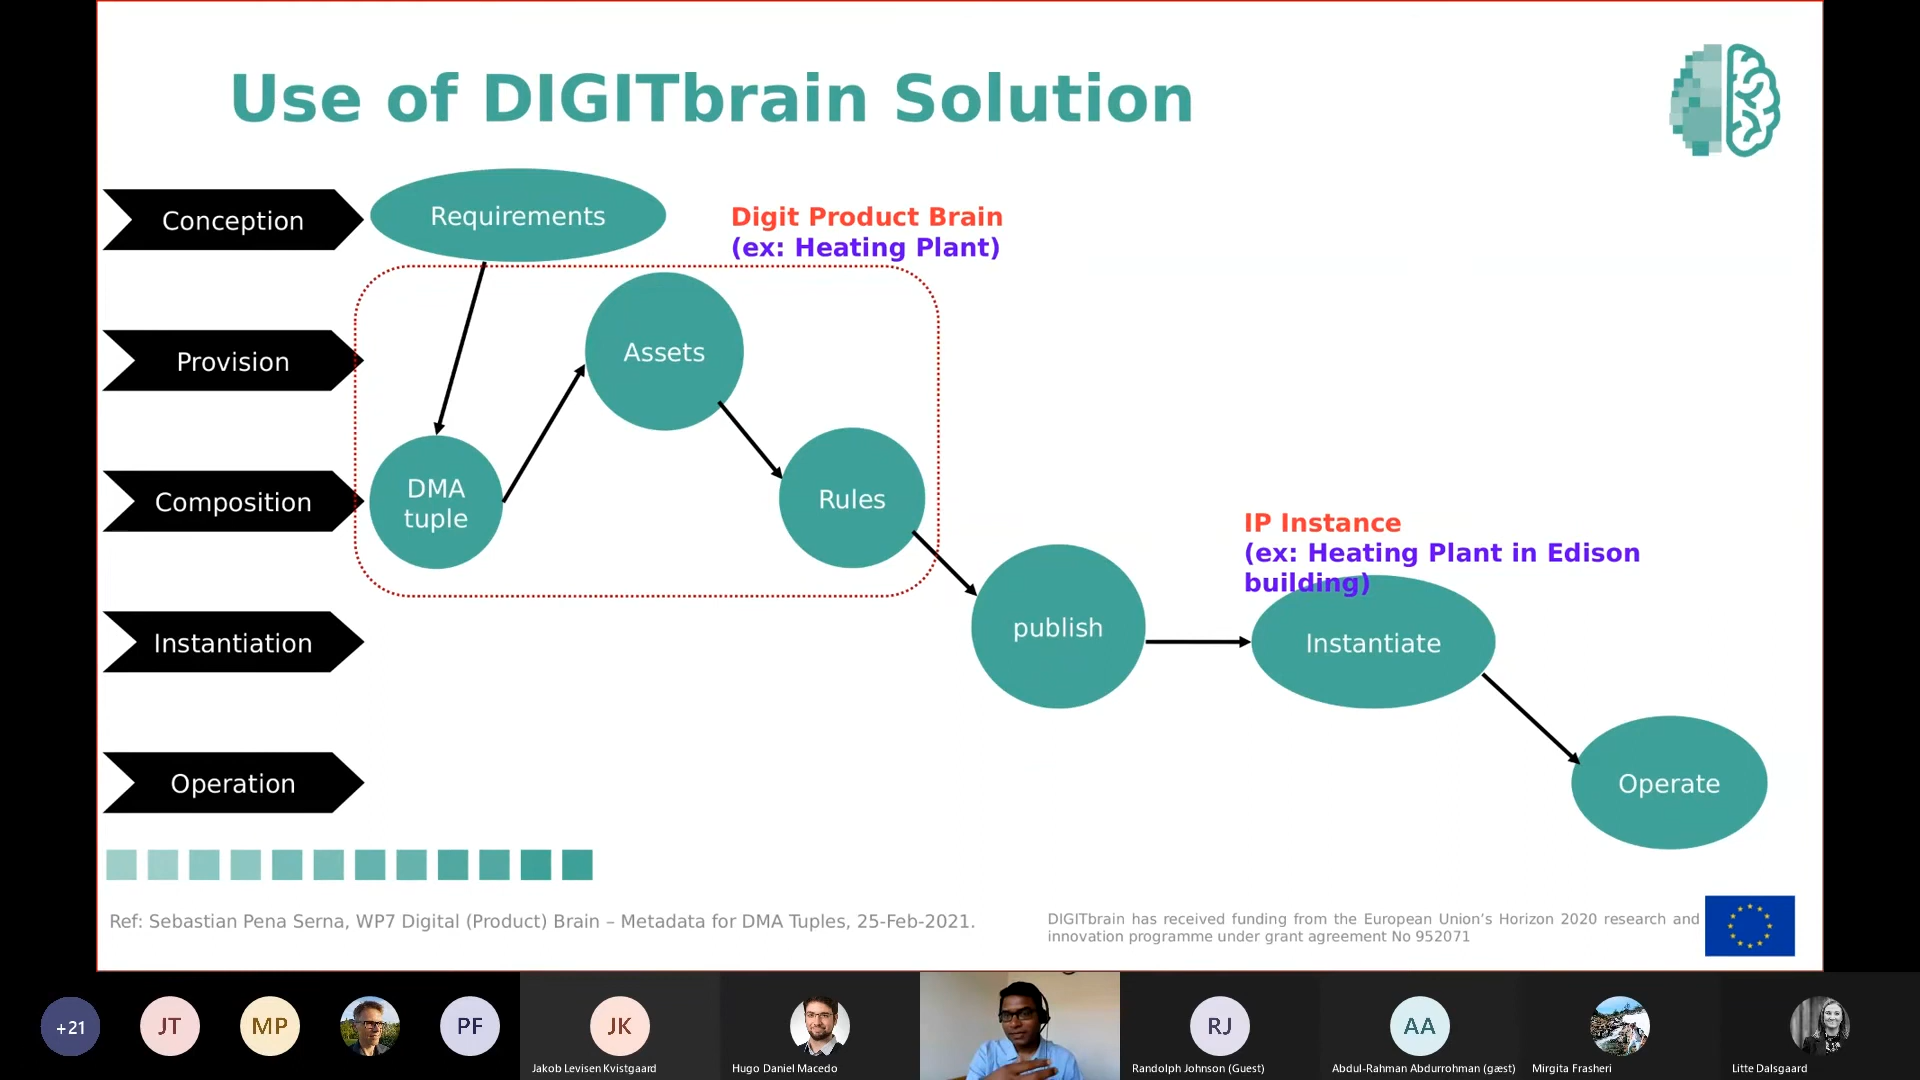 Use of DIGITbrain Solution
Conception
Requirements
Digit Product Brain
(ex: Heating Plant)
Provision
Assets
Composition
DMA
tuple
Rules
IP Instance
(ex: Heating Plant in Edison
building)
Instantiation
publish
Instantiate
Operation
Operate
Ref: Sebastian Pena Serna, WP7 Digital (Product) Brain – Metadata for DMA Tuples, 25-Feb-2021.
DIGITbrain has received funding from the European Union’s Horizon 2020 research and
innovation programme under grant agreement No 952071
+21
JT
MP
PF
JK
RJ
AA
Jakob Levisen Kvistgaard
Hugo Daniel Macedo
Randolph Johnson (Guest)
Abdul-Rahman Abdurrohman (gæst)
Mirgita Frasheri
Litte Dalsgaard